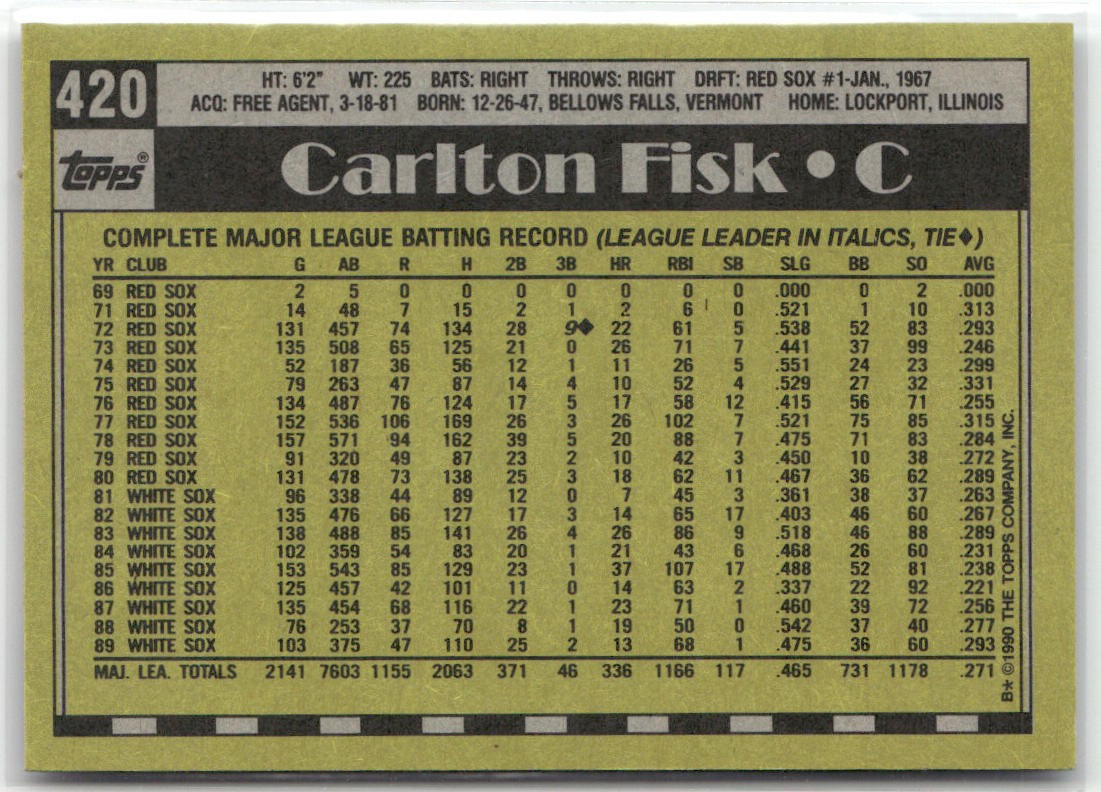 420
HT: 6'2" WT: 225 BATS: RIGHT THROWS: RIGHT DRFT: RED SOX #1-JAN., 1967
ACQ: FREE AGENT, 3-18-81 BORN: 12-26-47, BELLOWS FALLS, VERMONT HOME: LOCKPORT, ILLINOIS
topps®
Carlton Fisk • C
COMPLETE MAJOR LEAGUE BATTING RECORD (LEAGUE LEADER IN ITALICS, TIE♦)
YR CLUB G AB R H 2B 3B HR RBI SB SLG BB SO AVG
69 RED SOX 2 5 0 0 0 0 0 0 0 .000 0 2 .000
71 RED SOX 14 48 7 15 2 1 2 6 0 .521 1 10 .313
72 RED SOX 131 457 74 134 28 9♦ 22 61 5 .538 52 83 .293
73 RED SOX 135 508 65 125 21 0 26 71 7 .441 37 99 .246
74 RED SOX 52 187 36 56 12 1 11 26 5 .551 24 23 .299
75 RED SOX 79 263 47 87 14 4 10 52 4 .529 27 32 .331
76 RED SOX 134 487 76 124 17 5 17 58 12 .415 56 71 .255
77 RED SOX 152 536 106 169 26 3 26 102 7 .521 75 85 .315
78 RED SOX 157 571 94 162 39 5 20 88 7 .475 71 83 .284
79 RED SOX 91 320 49 87 23 2 10 42 3 .450 10 38 .272
80 RED SOX 131 478 73 138 25 3 18 62 11 .467 36 62 .289
81 WHITE SOX 96 338 44 89 12 0 7 45 3 .361 38 37 .263
82 WHITE SOX 135 476 66 127 17 3 14 65 17 .403 46 60 .267
83 WHITE SOX 138 488 85 141 26 4 26 86 9 .518 46 88 .289
84 WHITE SOX 102 359 54 83 20 1 21 43 6 .468 26 60 .231
85 WHITE SOX 153 543 85 129 23 1 37 107 17 .488 52 81 .238
86 WHITE SOX 125 457 42 101 11 0 14 63 2 .337 22 92 .221
87 WHITE SOX 135 454 68 116 22 1 23 71 1 .460 39 72 .256
88 WHITE SOX 76 253 37 70 8 1 19 50 0 .542 37 40 .277
89 WHITE SOX 103 375 47 110 25 2 13 68 1 .475 36 60 .293
MAJ. LEA. TOTALS 2141 7603 1155 2063 371 46 336 1166 117 .465 731 1178 .271
B* ©1990 THE TOPPS COMPANY, INC.